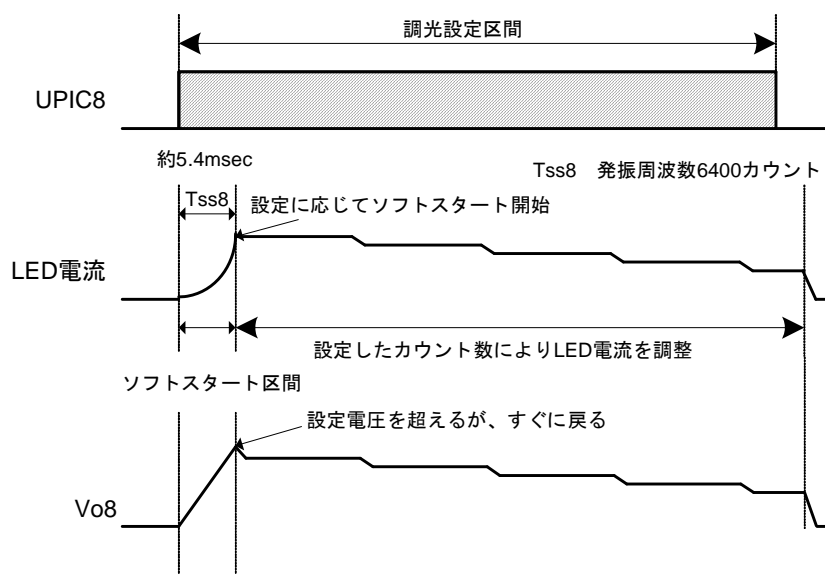 調光設定区間
UPIC8
約5.4msec
Tss8 発振周波数6400カウント
Tss8
設定に応じてソフトスタート開始
LED電流
設定したカウント数によりLED電流を調整
ソフトスタート区間
設定電圧を超えるが、すぐに戻る
Vo8